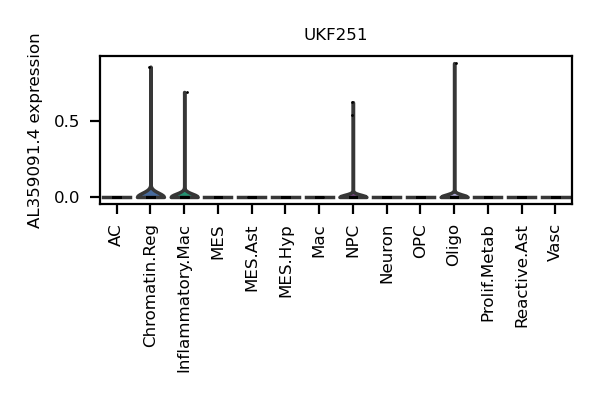 UKF251
AL359091.4 expression
0.5
0.0
AC
Chromatin.Reg
Inflammatory.Mac
MES
MES.Ast
MES.Hyp
Mac
NPC
Neuron
OPC
Oligo
Prolif.Metab
Reactive.Ast
Vasc